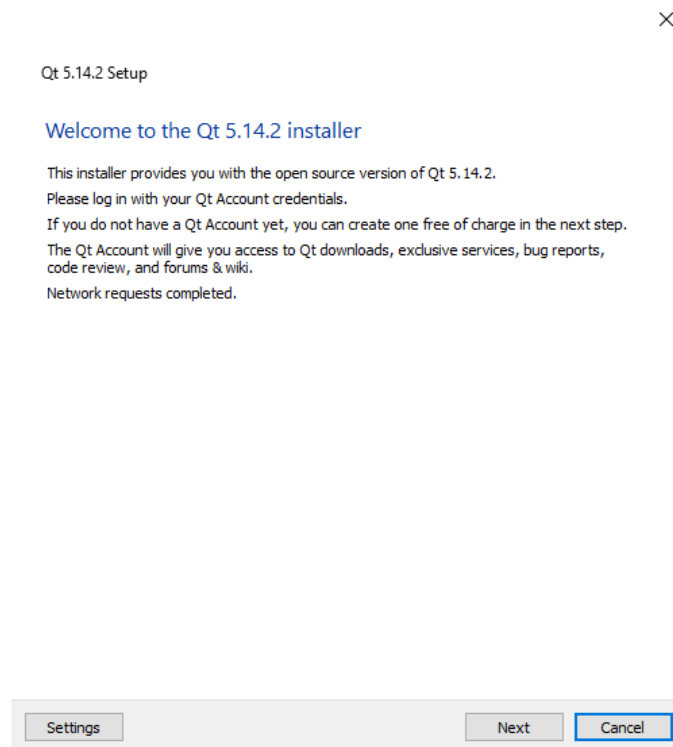 Qt 5.14.2 Setup
Welcome to the Qt 5.14.2 installer
This installer provides you with the open source version of Qt 5.14.2.
Please log in with your Qt Account credentials.
If you do not have a Qt Account yet, you can create one free of charge in the next step.
The Qt Account will give you access to Qt downloads, exclusive services, bug reports,
code review, and forums & wiki.
Network requests completed.
Settings
Next
Cancel